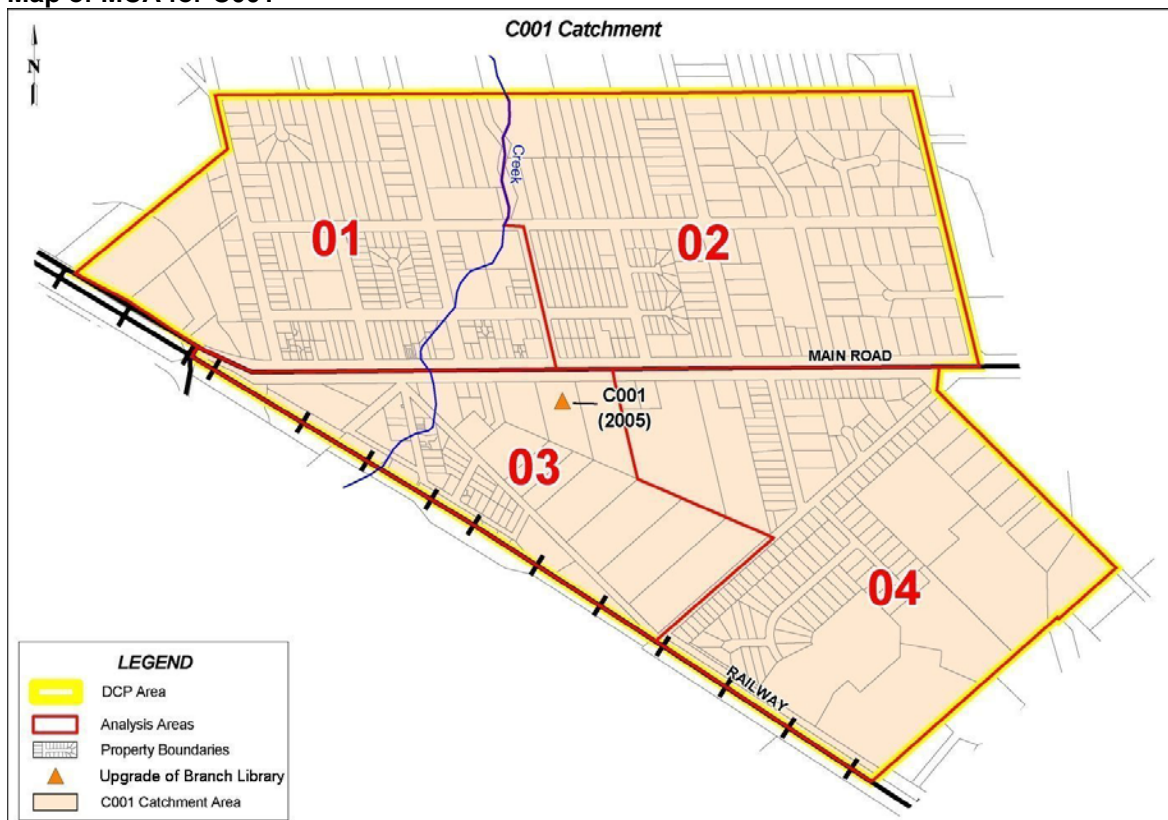 C001 Catchment
N
Creek
01
02
MAIN ROAD
C001
(2005)
03
04
RAILWAY
LEGEND
DCP Area
Analysis Areas
Property Boundaries
Upgrade of Branch Library
C001 Catchment Area